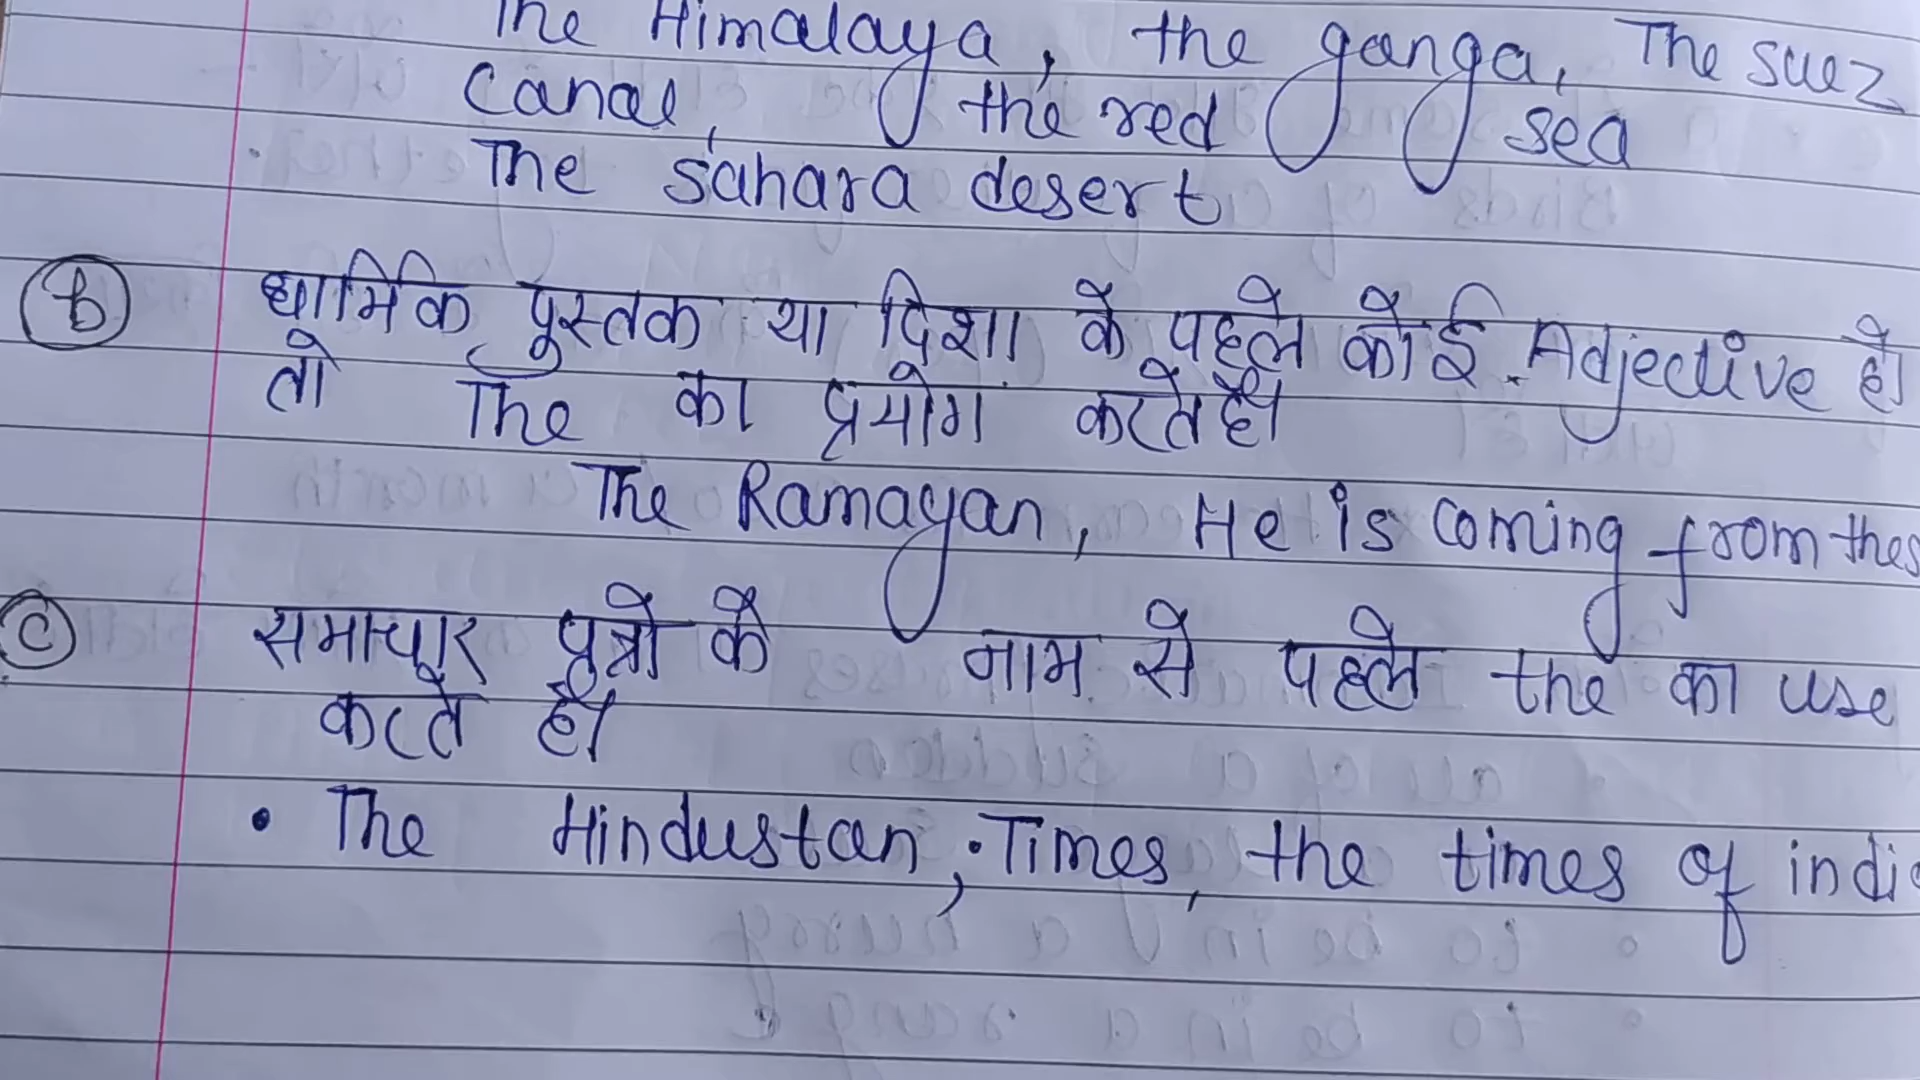 The Himalaya, the ganga, The suez
Canal, the red sea
The sahara desert
(b) धार्मिक पुस्तक या दिशा के पहले कोई Adjective हो
तो The का प्रयोग करते है।
The Ramayan, He is coming from the
(c) समाचार पत्रो के नाम से पहले the का use
करते है।
• The Hindustan, Times, the times of indi